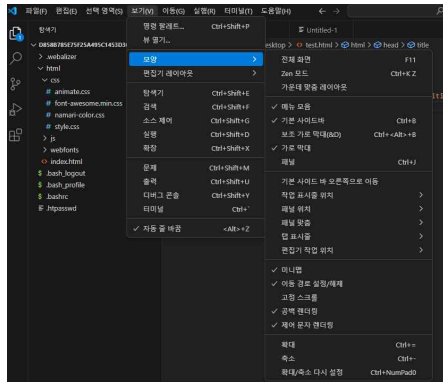 파일(F) 편집(E) 선택 영역(S) 보기(V) 이동(G) 실행(R) 터미널(T) 도움말(H)
탐색기
.webalizer
html
css
animate.css
font-awesome.min.css
namari-color.css
style.css
js
webfonts
index.html
.bash_logout
.bash_profile
.bashrc
.htpasswd
명령 팔레트... Ctrl+Shift+P
뷰 열기...
모양
편집기 레이아웃
탐색기 Ctrl+Shift+E
검색 Ctrl+Shift+F
소스 제어 Ctrl+Shift+G
실행 Ctrl+Shift+D
확장 Ctrl+Shift+X
문제 Ctrl+Shift+M
출력 Ctrl+Shift+U
디버그 콘솔 Ctrl+Shift+Y
터미널 Ctrl+`
자동 줄 바꿈 <alt>+Z
Untitled-1
esktop > test.html > html > head > title
전체 화면 F11
Zen 모드 Ctrl+K Z
가운데 맞춤 레이아웃
메뉴 모음
기본 사이드바 Ctrl+B
보조 가로 막대(&D) Ctrl+<Alt>+B
가로 막대
패널 Ctrl+J
기본 사이드 바 오른쪽으로 이동
작업 표시줄 위치
패널 위치
패널 맞춤
탭 표시줄
편집기 작업 위치
미니맵
이동 경로 설정/해제
고정 스크롤
공백 렌더링
제어 문자 렌더링
확대 Ctrl+=
축소 Ctrl+-
확대/축소 다시 설정 Ctrl+NumPad0